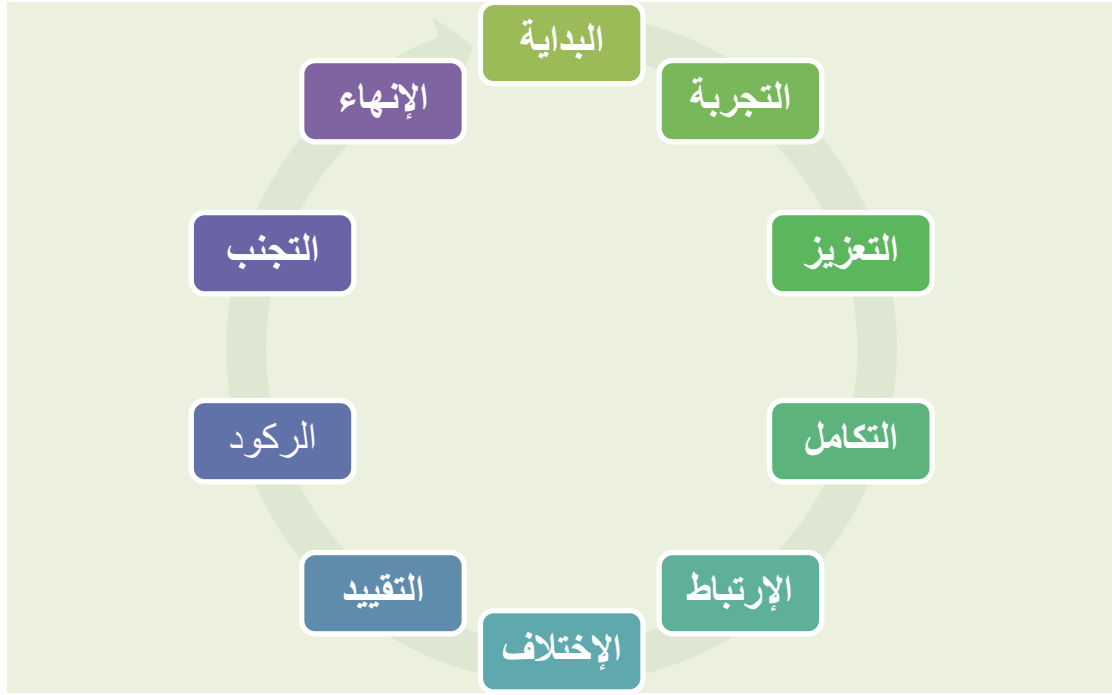 البداية
التجربة
التعزيز
التكامل
الإرتباط
الإختلاف
التقييد
الركود
التجنب
الإنهاء